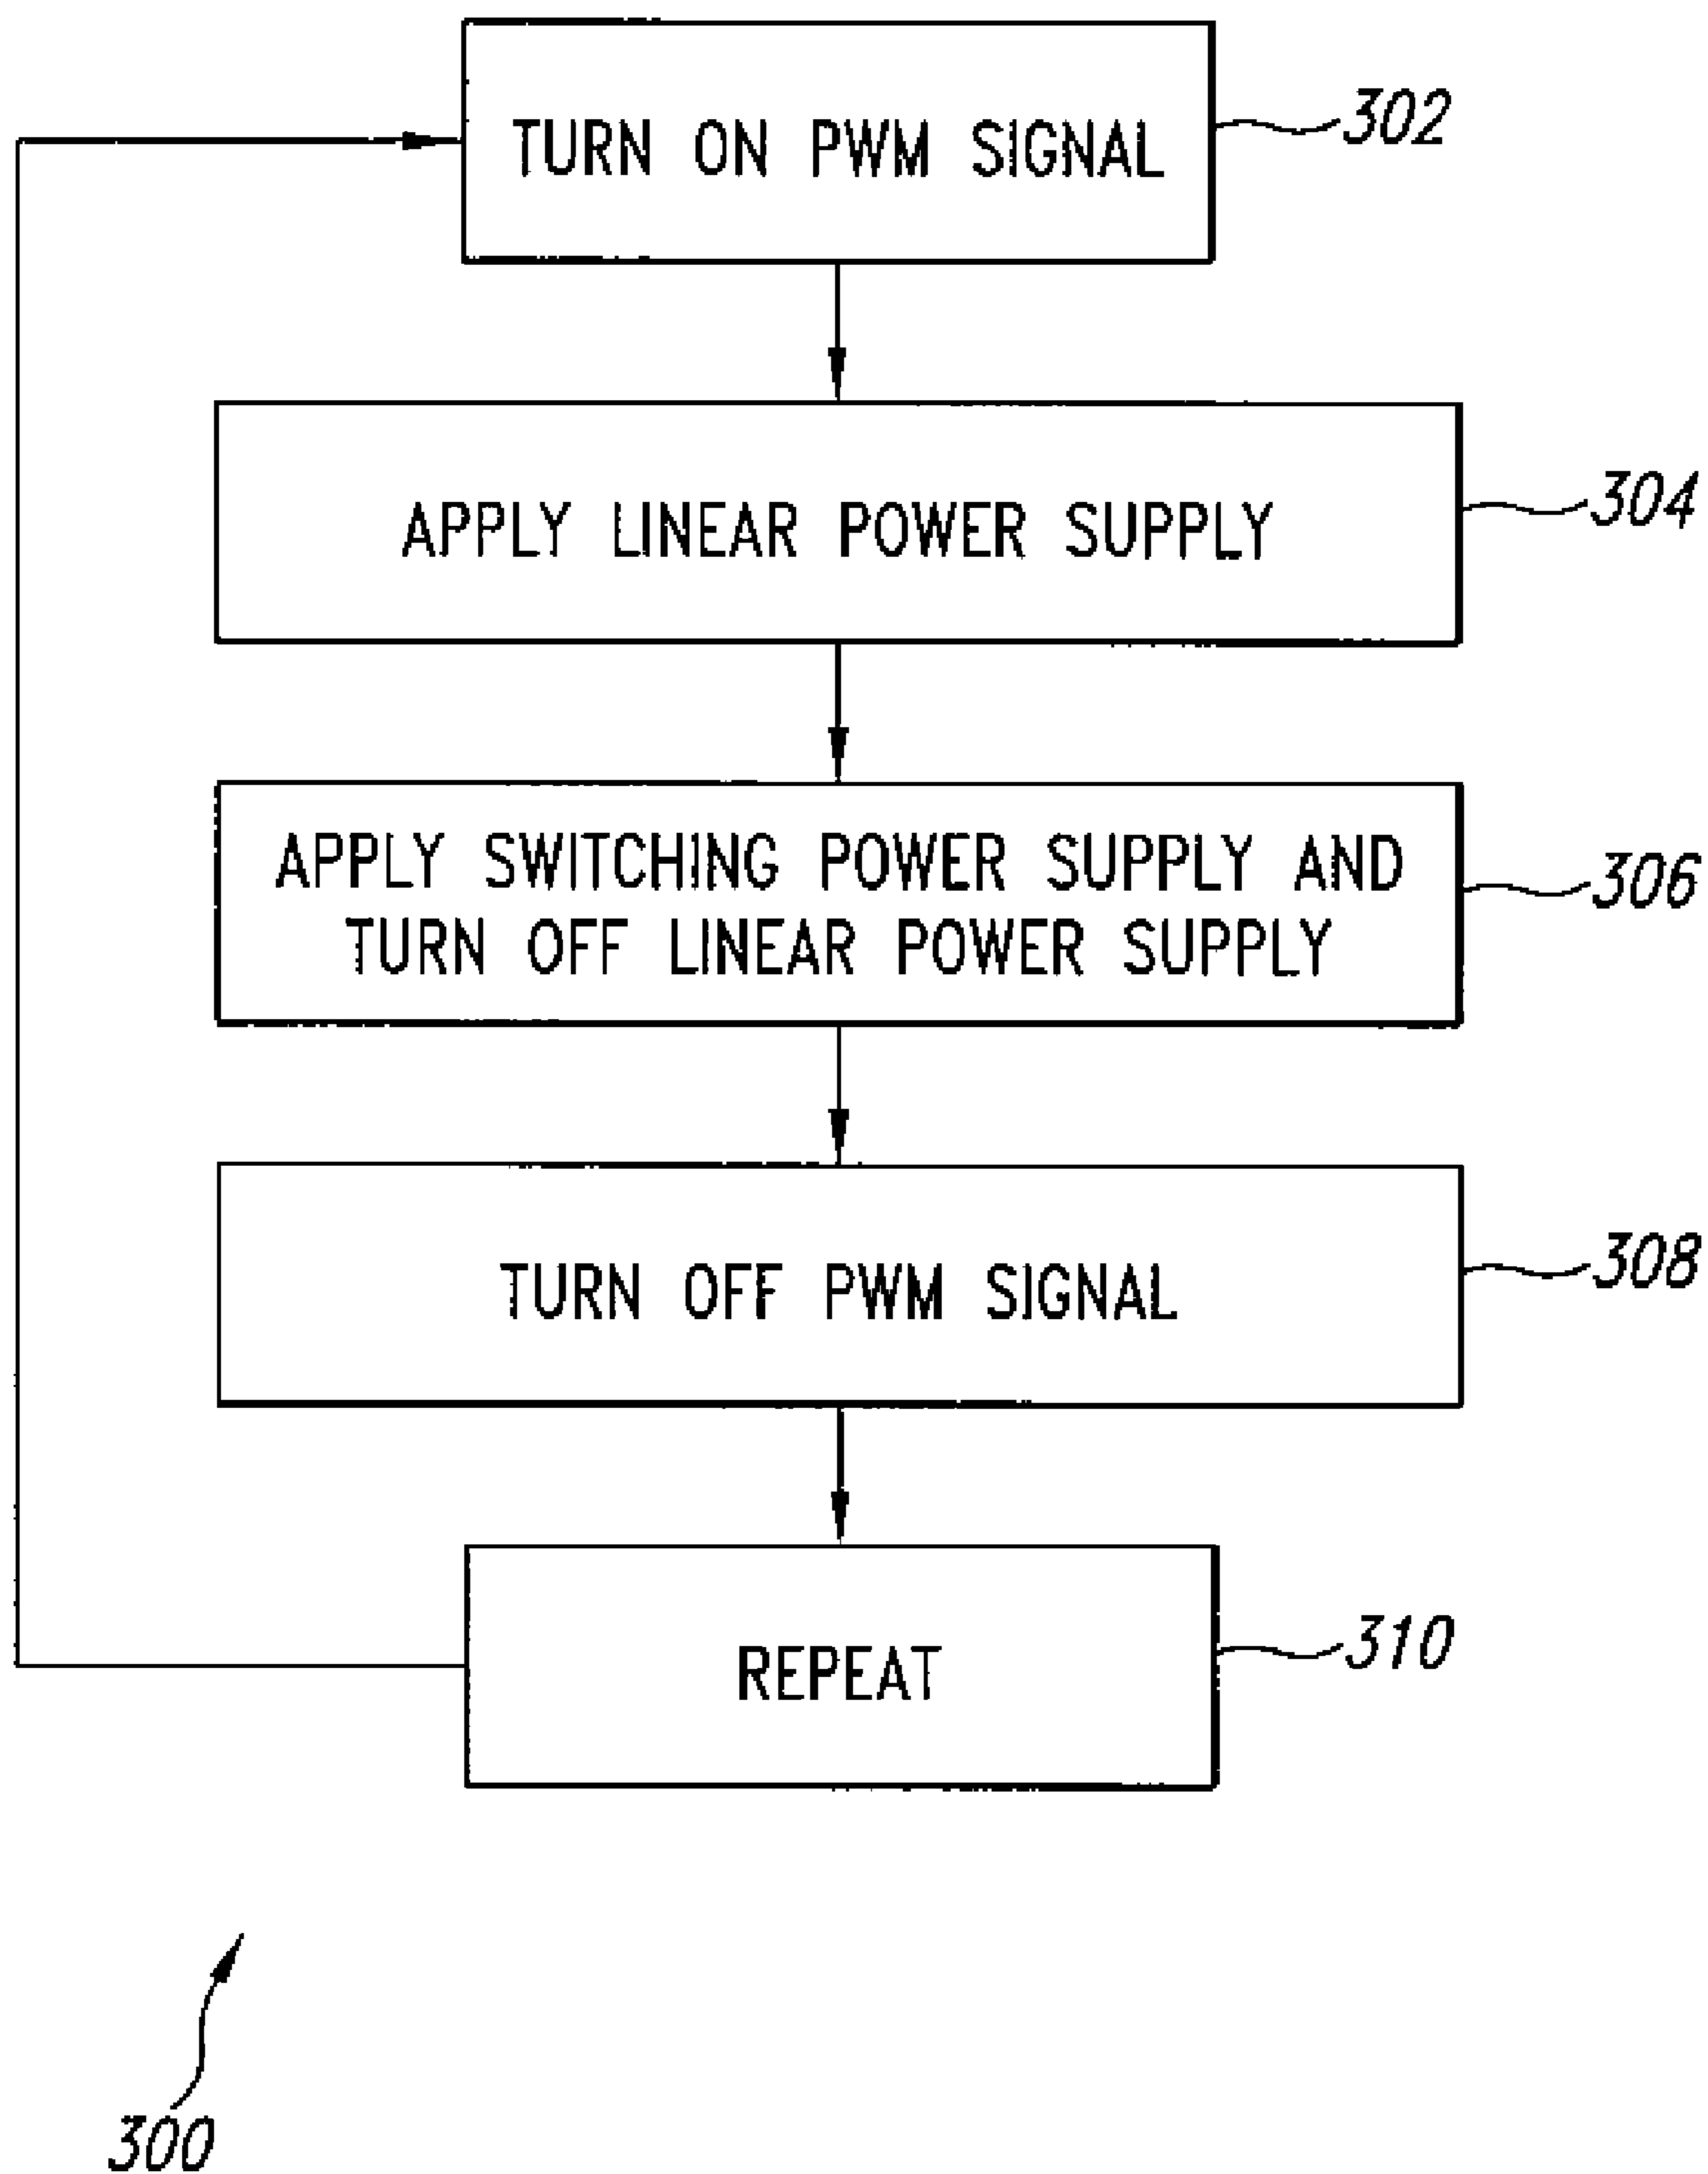 TURN ON PWM SIGNAL
302
APPLY LINEAR POWER SUPPLY
304
APPLY SWITCHING POWER SUPPLY AND
TURN OFF LINEAR POWER SUPPLY
306
TURN OFF PWM SIGNAL
308
REPEAT
310
300